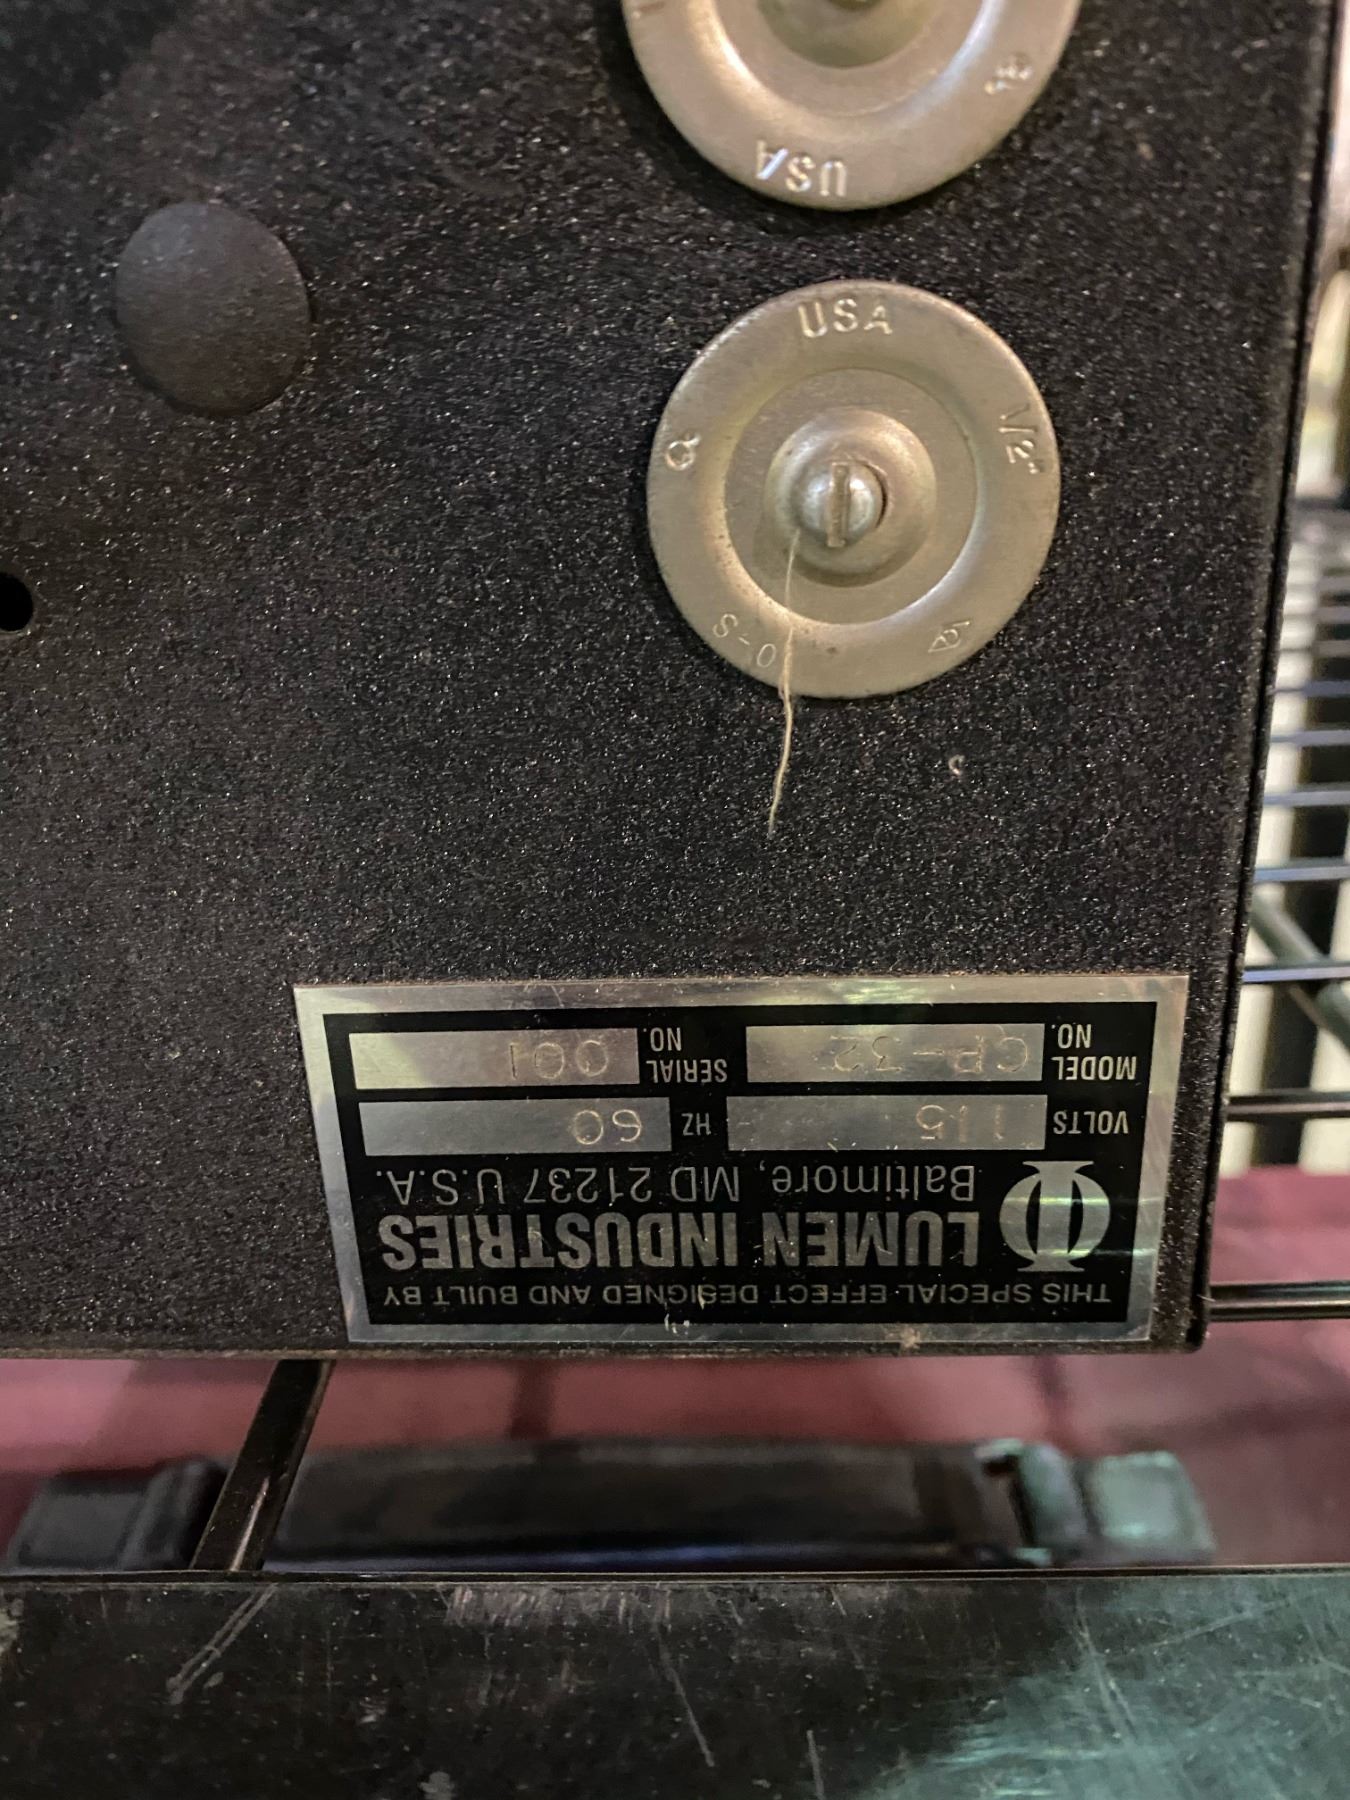 USA
USA
1/2"
O-S
THIS SPECIAL EFFECT DESIGNED AND BUILT BY
LUMEN INDUSTRIES
Baltimore, MD 21237 U.S.A.
VOLTS 115 HZ 60
MODEL NO. CP-32 SERIAL NO. 001